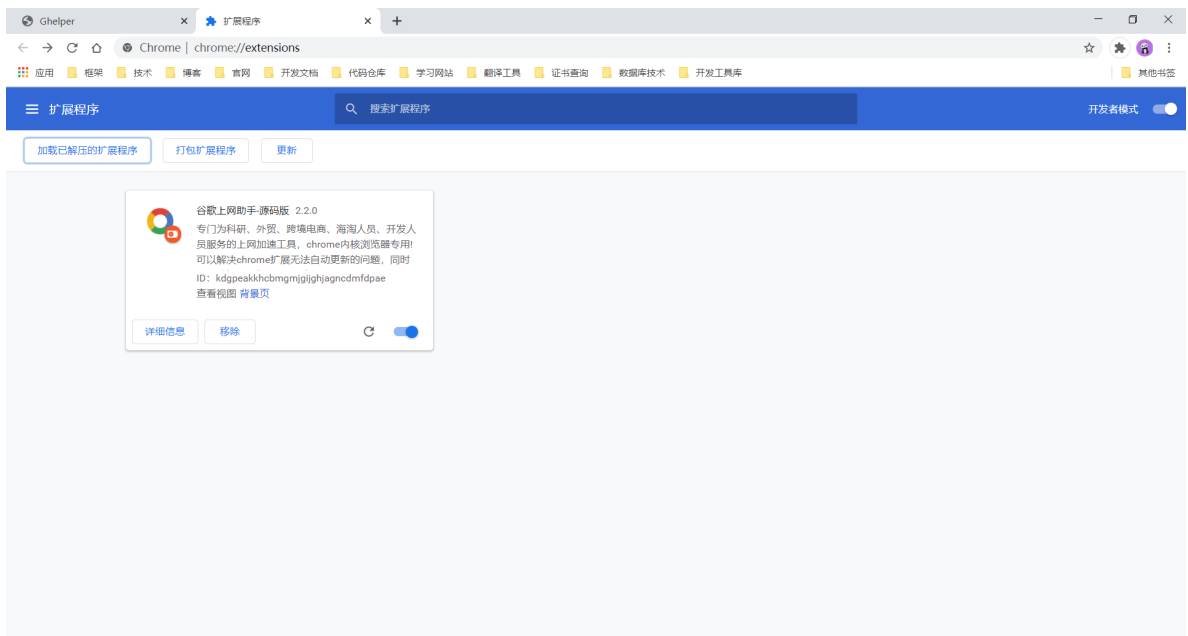 Ghelper
扩展程序
Chrome | chrome://extensions
应用 框架 技术 博客 官网 开发文档 代码仓库 学习网站 翻译工具 证书查询 数据库技术 开发工具库 其他书签
扩展程序
搜索扩展程序
开发者模式
加载已解压的扩展程序 打包扩展程序 更新
谷歌上网助手-源码版 2.2.0
专门为科研、外贸、跨境电商、海淘人员、开发人
员服务的上网加速工具，chrome内核浏览器专用!
可以解决chrome扩展无法自动更新的问题，同时
ID：kdgpeakkhcbmgmjgijghjagncdmfdpae
查看视图 背景页
详细信息 移除